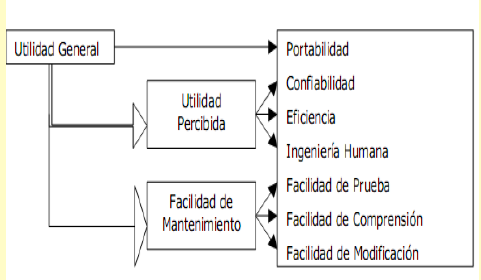 Utilidad General
Utilidad
Percibida
Facilidad de
Mantenimiento
Portabilidad
Confiabilidad
Eficiencia
Ingeniería Humana
Facilidad de Prueba
Facilidad de Comprensión
Facilidad de Modificación